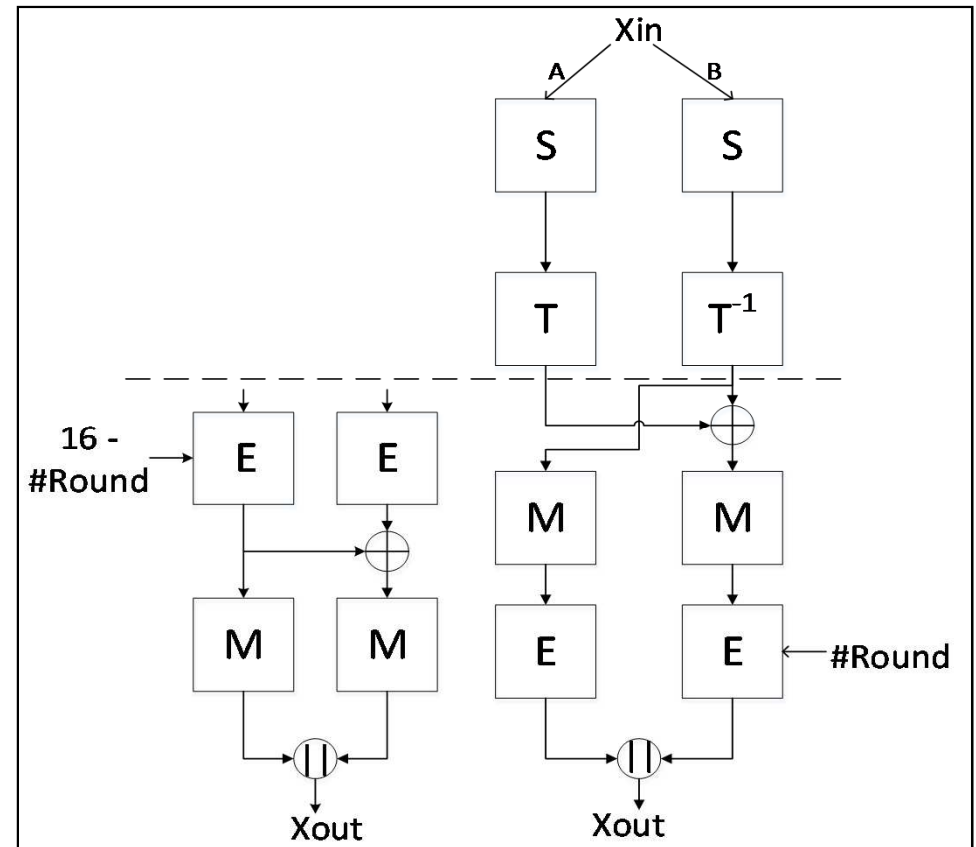 Xin
A B
S S
T T⁻¹
16 -
#Round
E E
M M
M M
E E
#Round
|| ||
Xout Xout